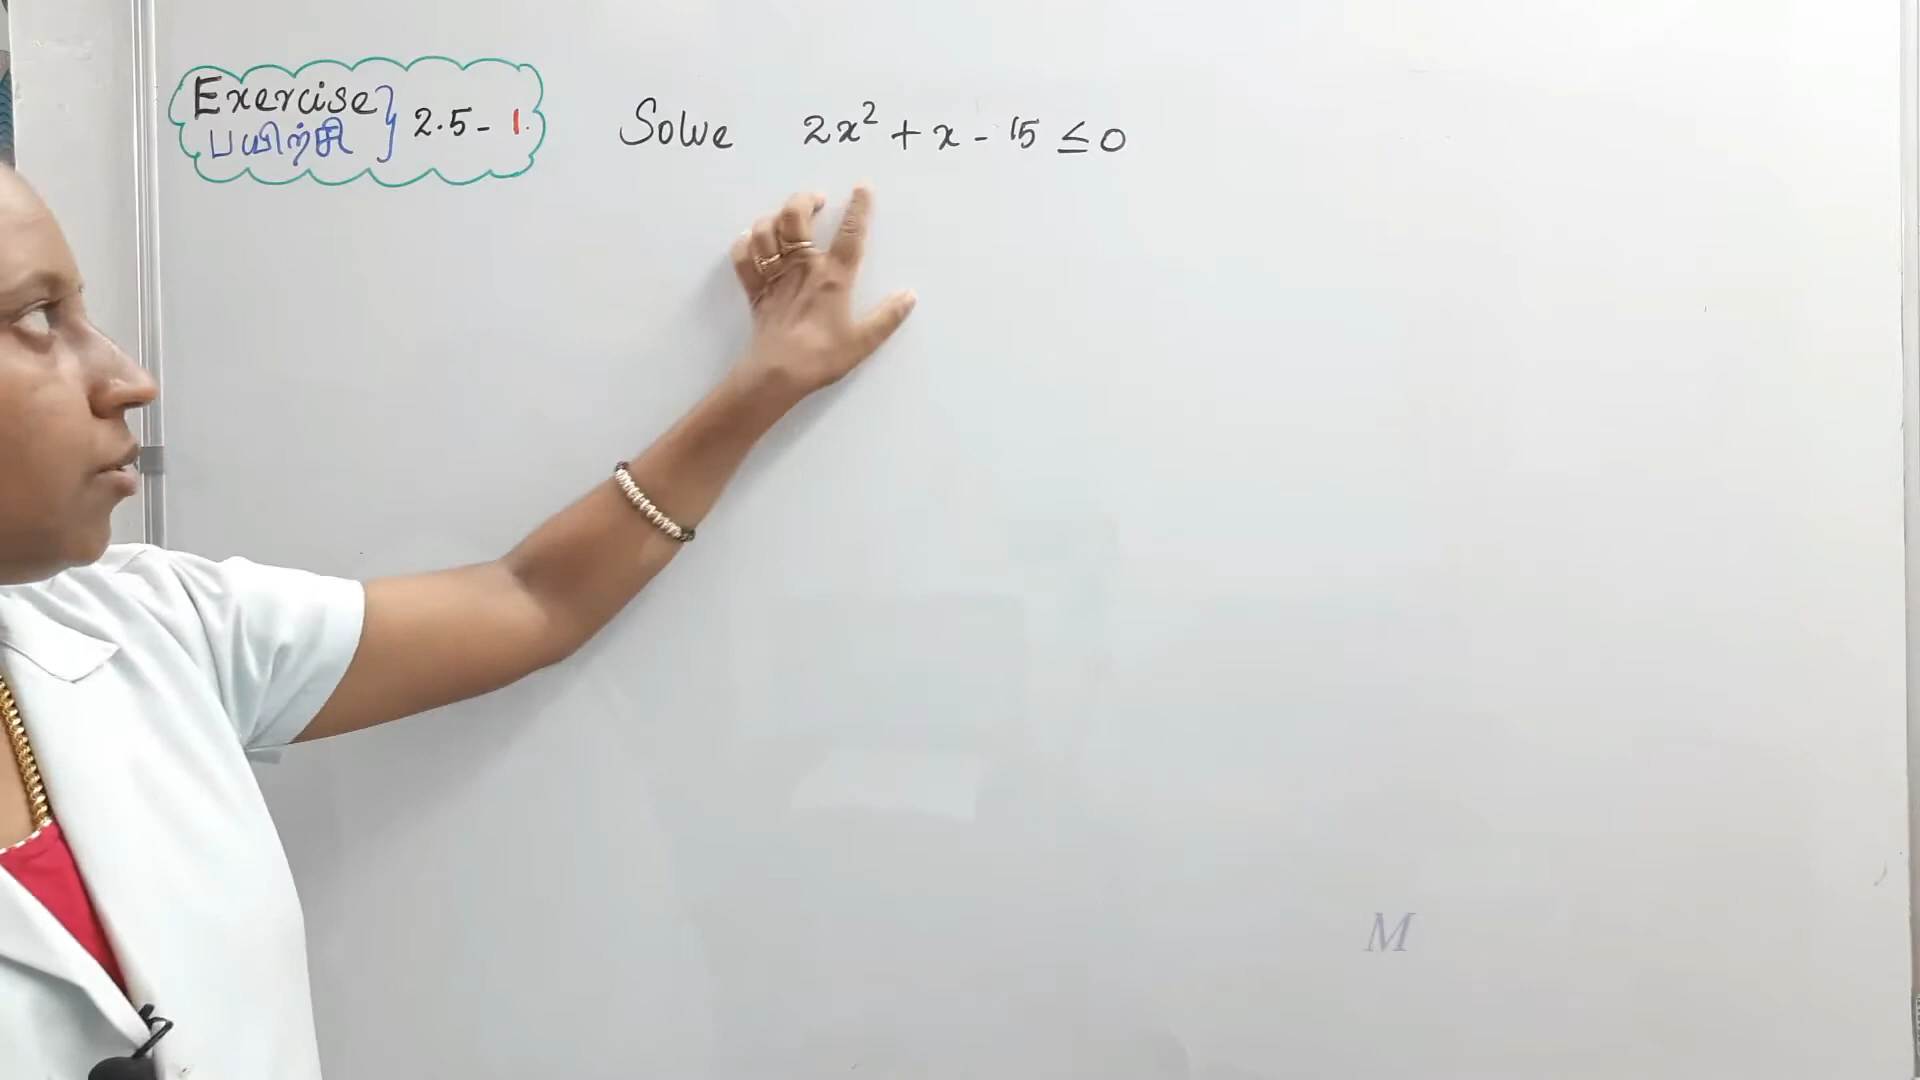 Exercise } 2.5 - 1.
பயிற்சி
Solve 2x² + x - 15 ≤ 0
M